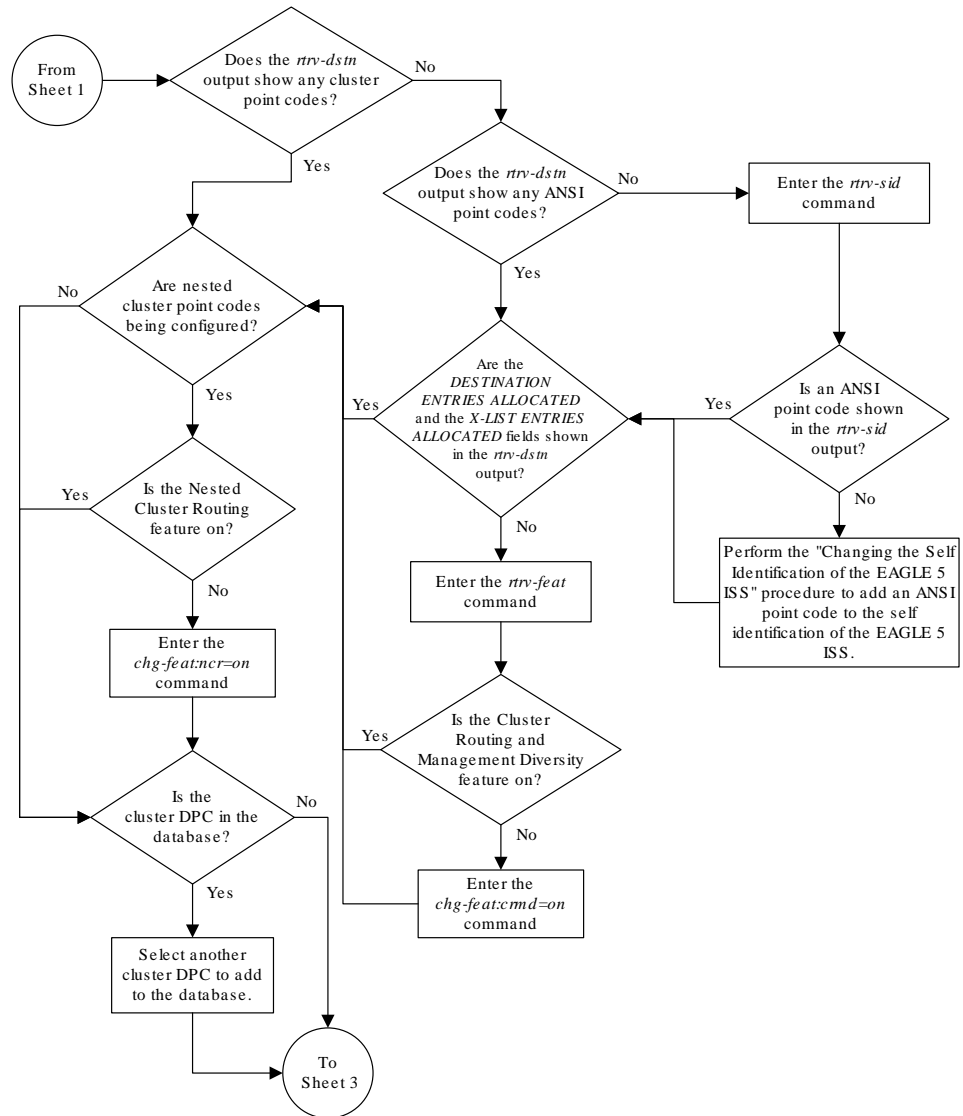 From
Sheet 1
Does the rtrv-dstn
output show any cluster
point codes?
No
Yes
Does the rtrv-dstn
output show any ANSI
point codes?
No
Yes
Enter the rtrv-sid
command
Are nested
cluster point codes
being configured?
No
Yes
Are the
DESTINATION
ENTRIES ALLOCATED
and the X-LIST ENTRIES
ALLOCATED fields shown
in the rtrv-dstn
output?
Yes
No
Is an ANSI
point code shown
in the rtrv-sid
output?
Yes
No
Is the Nested
Cluster Routing
feature on?
Yes
No
Enter the rtrv-feat
command
Perform the "Changing the Self
Identification of the EAGLE 5
ISS" procedure to add an ANSI
point code to the self
identification of the EAGLE 5
ISS.
Enter the
chg-feat:ncr=on
command
Is the Cluster
Routing and
Management Diversity
feature on?
Yes
No
Is the
cluster DPC in the
database?
No
Yes
Enter the
chg-feat:crmd=on
command
Select another
cluster DPC to add
to the database.
To
Sheet 3